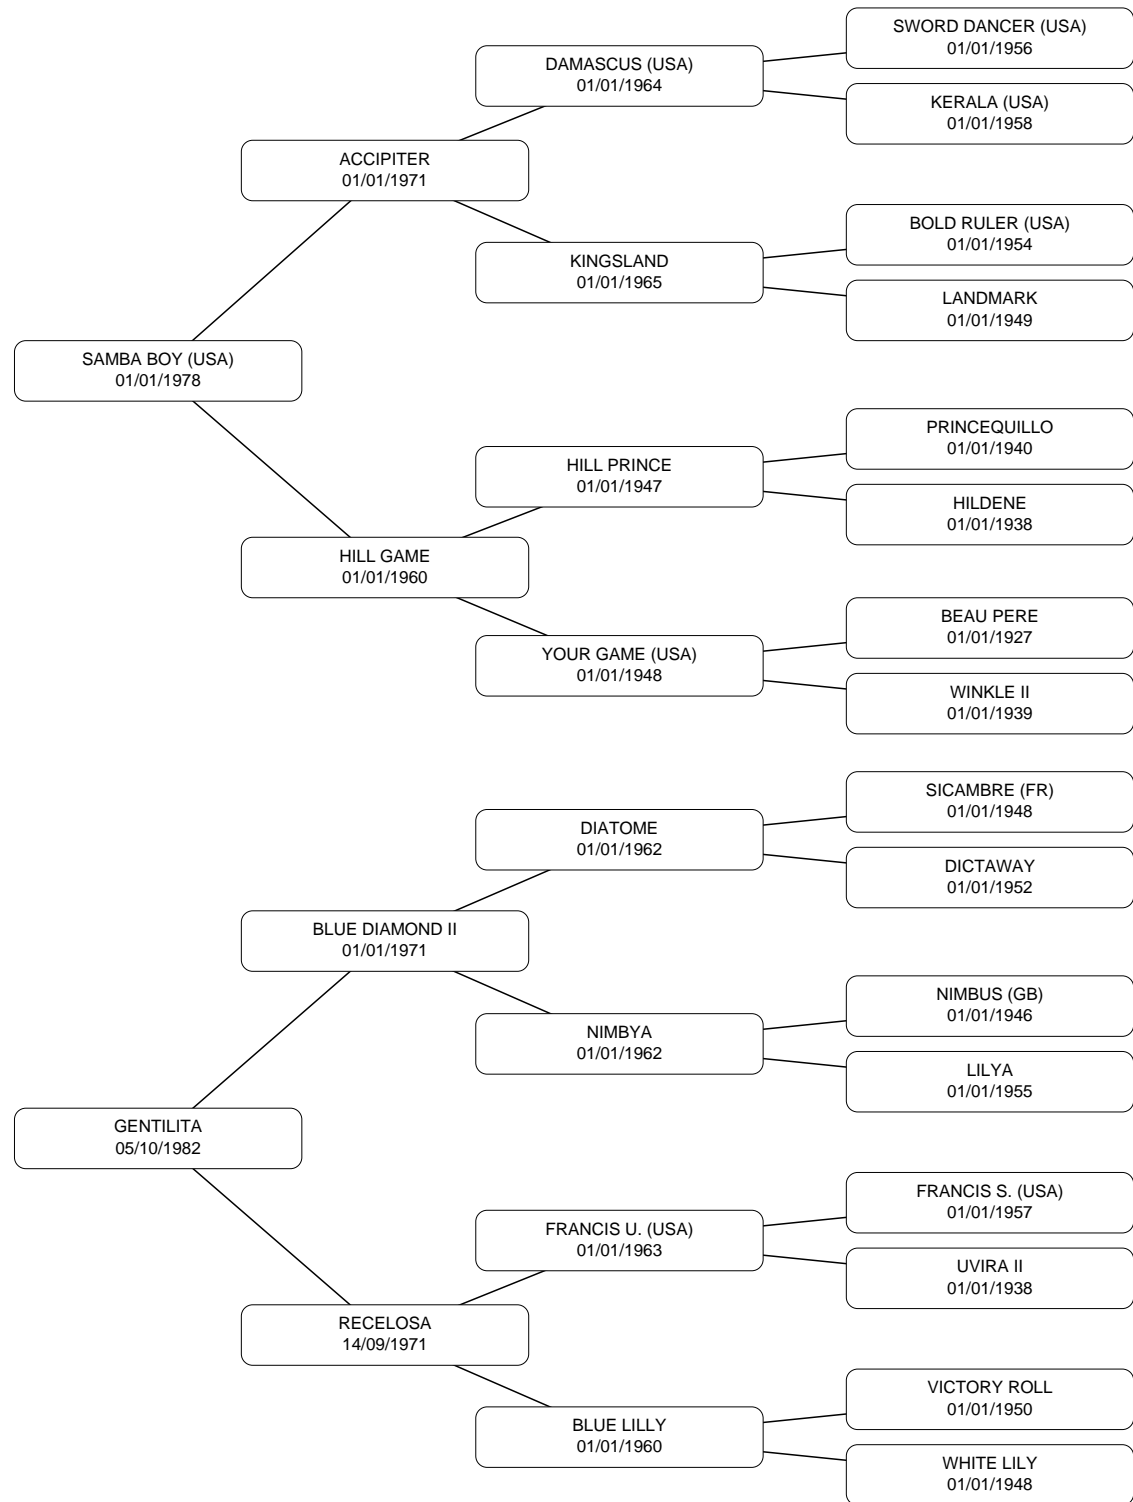 SWORD DANCER (USA)
01/01/1956
DAMASCUS (USA)
01/01/1964
KERALA (USA)
01/01/1958
ACCIPITER
01/01/1971
BOLD RULER (USA)
01/01/1954
KINGSLAND
01/01/1965
LANDMARK
01/01/1949
SAMBA BOY (USA)
01/01/1978
PRINCEQUILLO
01/01/1940
HILL PRINCE
01/01/1947
HILDENE
01/01/1938
HILL GAME
01/01/1960
BEAU PERE
01/01/1927
YOUR GAME (USA)
01/01/1948
WINKLE II
01/01/1939
SICAMBRE (FR)
01/01/1948
DIATOME
01/01/1962
DICTAWAY
01/01/1952
BLUE DIAMOND II
01/01/1971
NIMBUS (GB)
01/01/1946
NIMBYA
01/01/1962
LILYA
01/01/1955
GENTILITA
05/10/1982
FRANCIS S. (USA)
01/01/1957
FRANCIS U. (USA)
01/01/1963
UVIRA II
01/01/1938
RECELOSA
14/09/1971
VICTORY ROLL
01/01/1950
BLUE LILLY
01/01/1960
WHITE LILY
01/01/1948